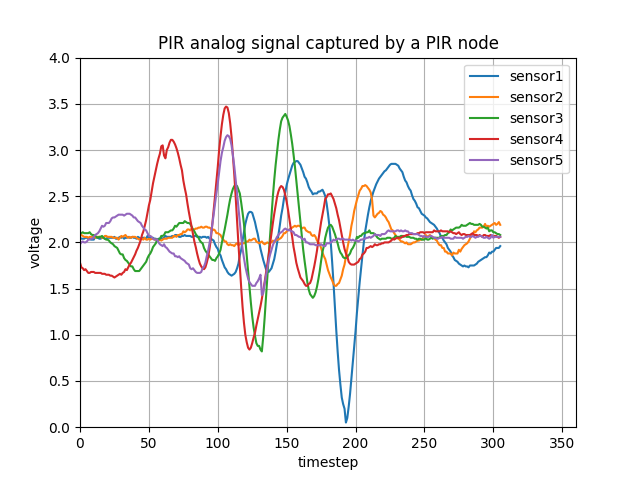 PIR analog signal captured by a PIR node
4.0
3.5
3.0
2.5
2.0
1.5
1.0
0.5
0.0
voltage
sensor1
sensor2
sensor3
sensor4
sensor5
0 50 100 150 200 250 300 350
timestep